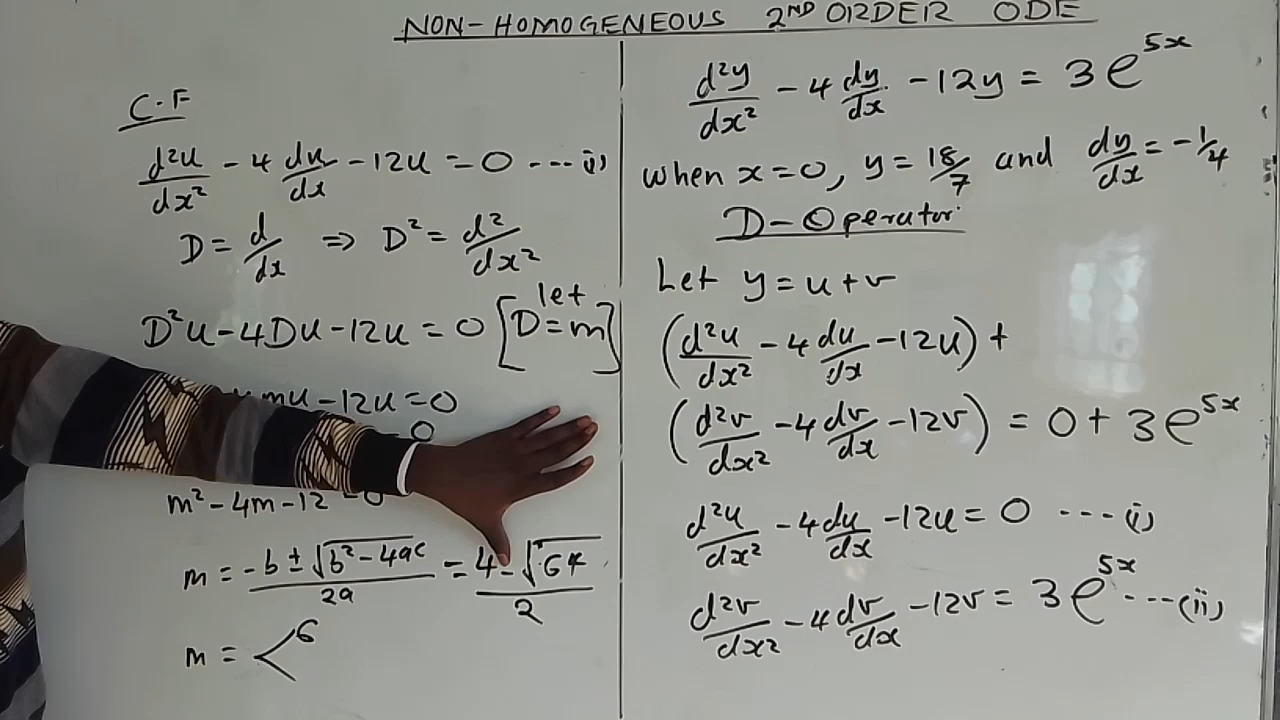 NON-HOMOGENEOUS 2ND ORDER ODE
C.F
d²u/dx² - 4 du/dx - 12u = 0 --- (i)
D = d/dx ⇒ D² = d²/dx²
let
D²u - 4Du - 12u = 0 [D = m]
mu - 12u = 0
0
m² - 4m - 12 = 0
m = -b ± √(b² - 4ac) / 2a = 4 - √64 / 2
m = < 6
d²y/dx² - 4 dy/dx - 12y = 3e^5x
when x = 0, y = 18/7 and dy/dx = -1/4
D-Operator
Let y = u + v
(d²u/dx² - 4 du/dx - 12u) +
(d²v/dx² - 4 dv/dx - 12v) = 0 + 3e^5x
d²u/dx² - 4 du/dx - 12u = 0 ---- (i)
d²v/dx² - 4 dv/dx - 12v = 3e^5x ---- (ii)